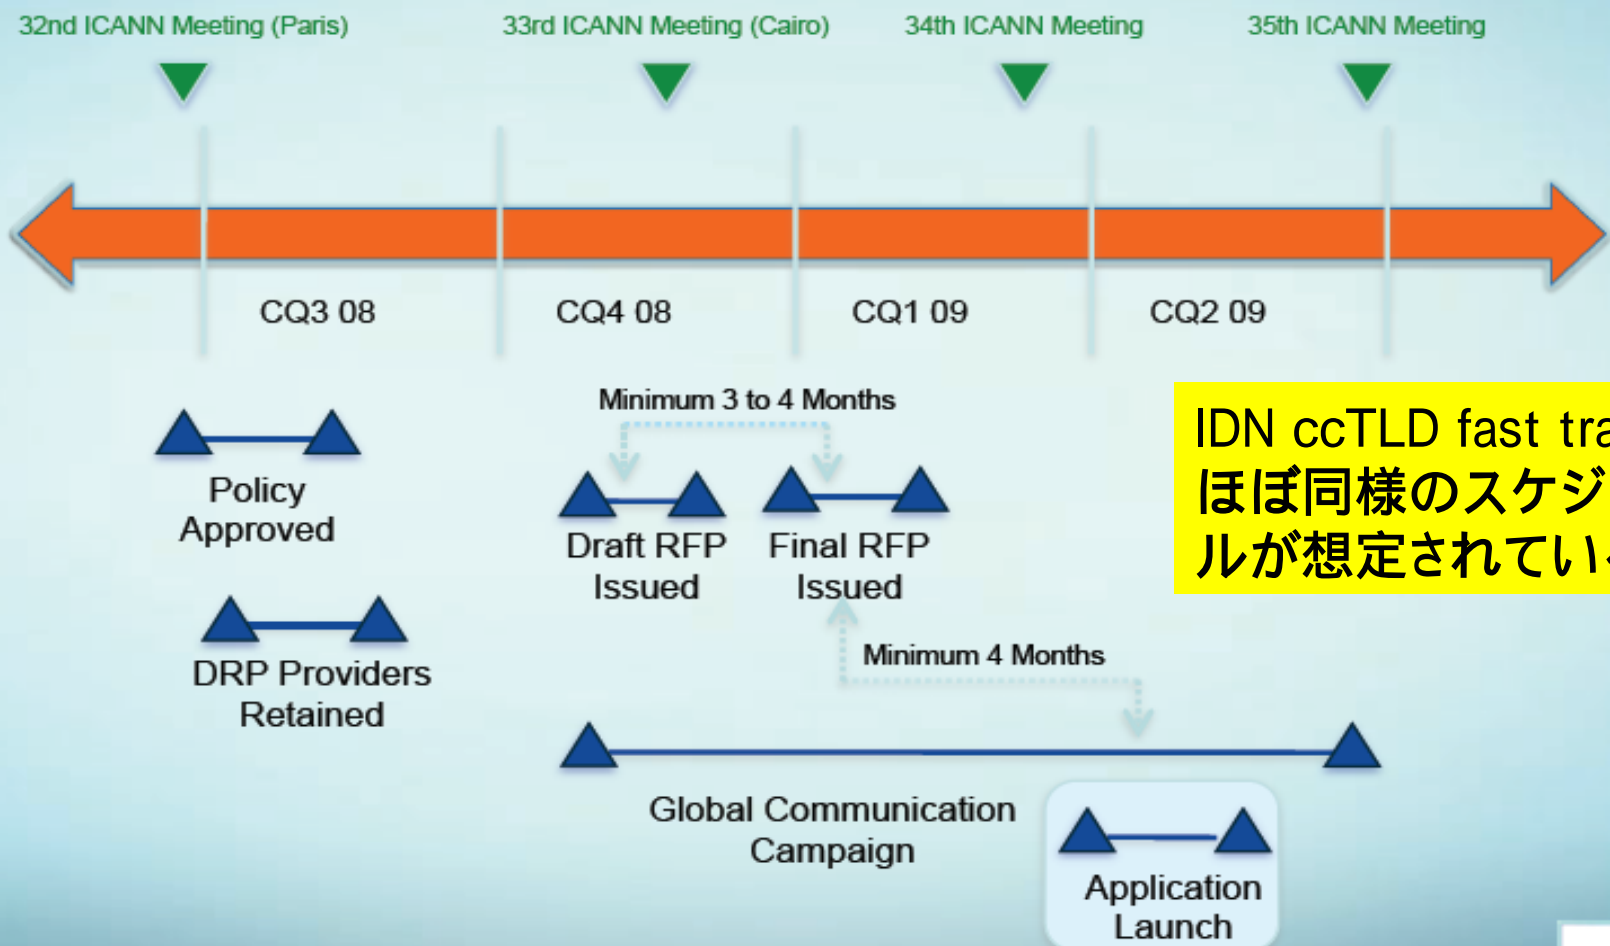 32nd ICANN Meeting (Paris)
33rd ICANN Meeting (Cairo)
34th ICANN Meeting
35th ICANN Meeting
CQ3 08
CQ4 08
CQ1 09
CQ2 09
Minimum 3 to 4 Months
IDN ccTLD fast
ほぼ同様のスケジ
ルが想定されてい
Policy
Approved
Draft RFP
Issued
Final RFP
Issued
DRP Providers
Retained
Minimum 4 Months
Global Communication
Campaign
Application
Launch